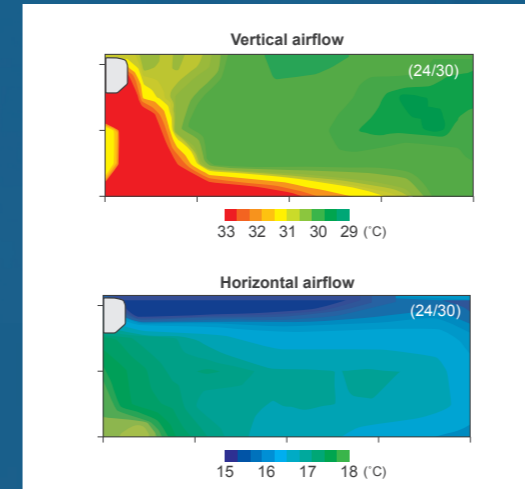 Vertical airflow
(24/30)
33 32 31 30 29 (˚C)
Horizontal airflow
(24/30)
15 16 17 18 (˚C)